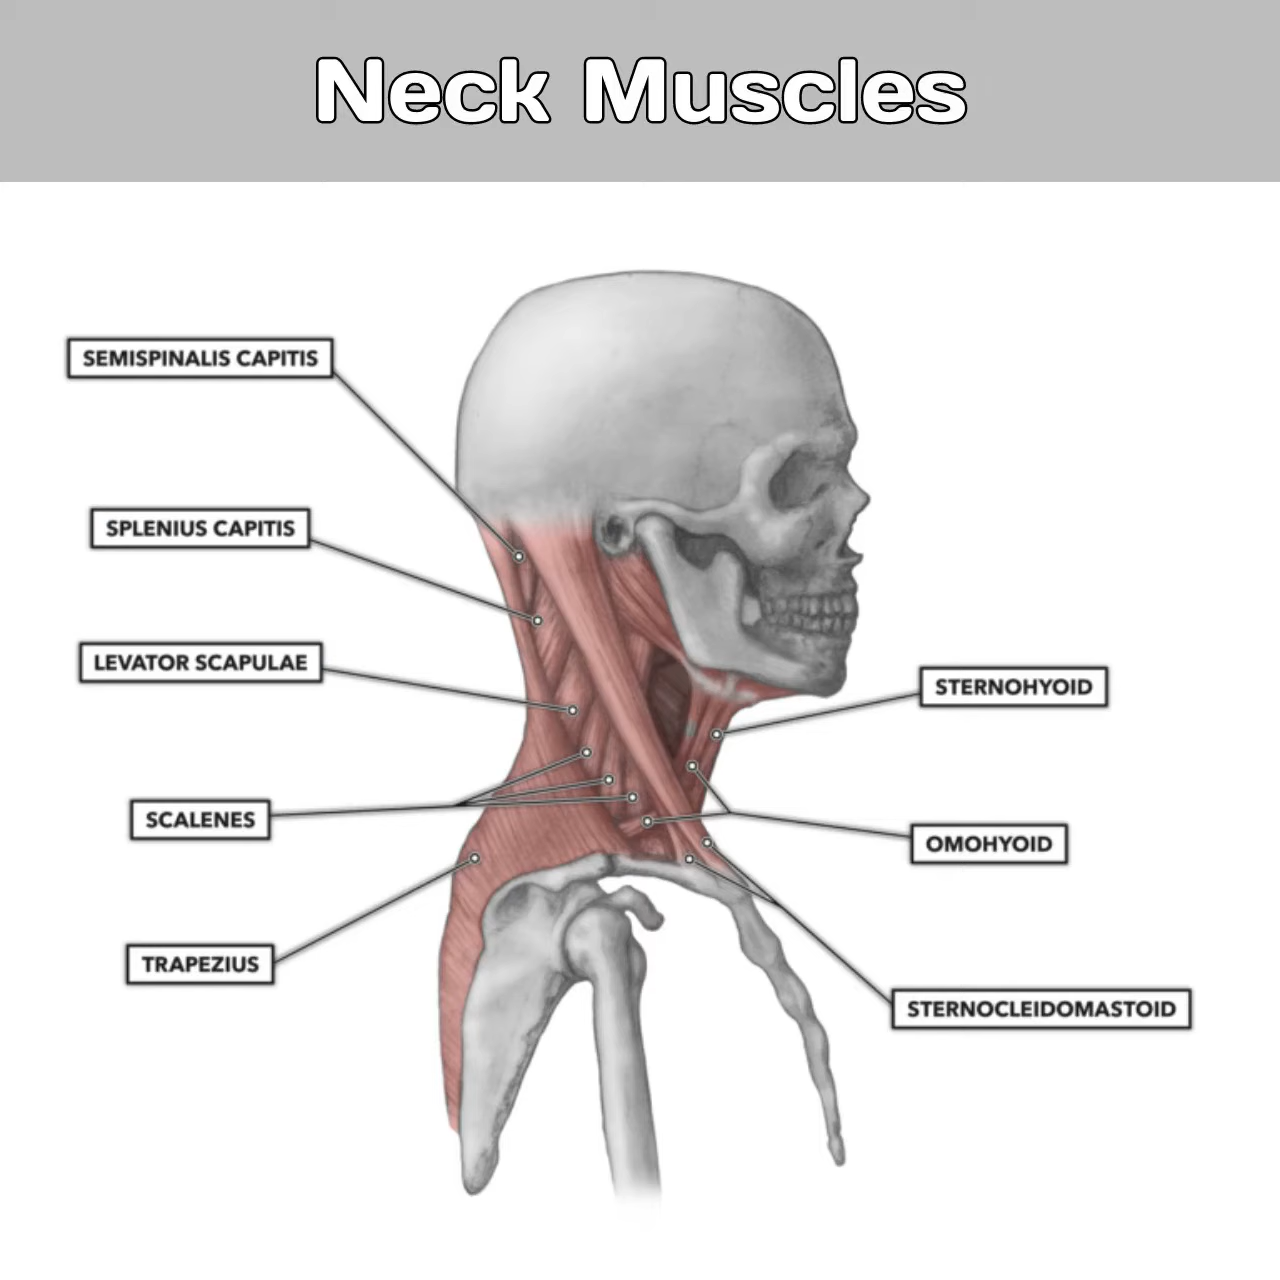 Neck Muscles
SEMISPINALIS CAPITIS
SPLENIUS CAPITIS
LEVATOR SCAPULAE
SCALENES
TRAPEZIUS
STERNOHYOID
OMOHYOID
STERNOCLEIDOMASTOID